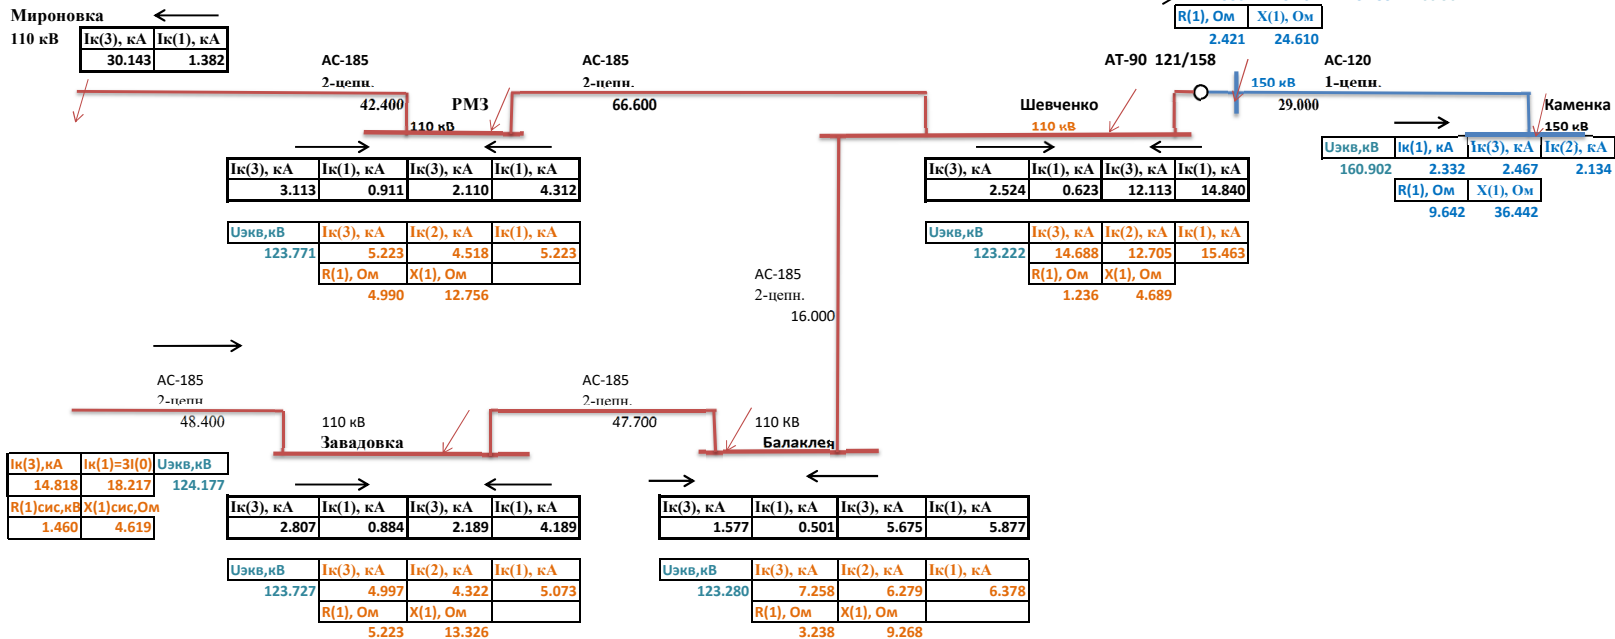 Мироновка
110 кВ
Iк(3), кА Iк(1), кА
30.143 1.382
R(1), Ом X(1), Ом
2.421 24.610
АС-185
2-цепн.
42.400
РМЗ
110 кВ
АС-185
2-цепн.
66.600
АТ-90 121/158
150 кВ
АС-120
1-цепн.
29.000
Шевченко
110 кВ
Каменка
150 кВ
Uэкв,кВ Iк(1), кА Iк(3), кА Iк(2), кА
160.902 2.332 2.467 2.134
R(1), Ом X(1), Ом
9.642 36.442
Iк(3), кА Iк(1), кА Iк(3), кА Iк(1), кА
3.113 0.911 2.110 4.312
Uэкв,кВ Iк(3), кА Iк(2), кА Iк(1), кА
123.771 5.223 4.518 5.223
R(1), Ом X(1), Ом
4.990 12.756
Iк(3), кА Iк(1), кА Iк(3), кА Iк(1), кА
2.524 0.623 12.113 14.840
Uэкв,кВ Iк(3), кА Iк(2), кА Iк(1), кА
123.222 14.688 12.705 15.463
R(1), Ом X(1), Ом
1.236 4.689
АС-185
2-цепн.
16.000
АС-185
2-цепн
48.400
110 кВ
Завадовка
АС-185
2-цепн.
47.700
110 КВ
Балаклея
Iк(3),кА Iк(1)=3I(0) Uэкв,кВ
14.818 18.217 124.177
R(1)сис,кВ X(1)сис,Ом
1.460 4.619
Iк(3), кА Iк(1), кА Iк(3), кА Iк(1), кА
2.807 0.884 2.189 4.189
Uэкв,кВ Iк(3), кА Iк(2), кА Iк(1), кА
123.727 4.997 4.322 5.073
R(1), Ом X(1), Ом
5.223 13.326
Iк(3), кА Iк(1), кА Iк(3), кА Iк(1), кА
1.577 0.501 5.675 5.877
Uэкв,кВ Iк(3), кА Iк(2), кА Iк(1), кА
123.280 7.258 6.279 6.378
R(1), Ом X(1), Ом
3.238 9.268